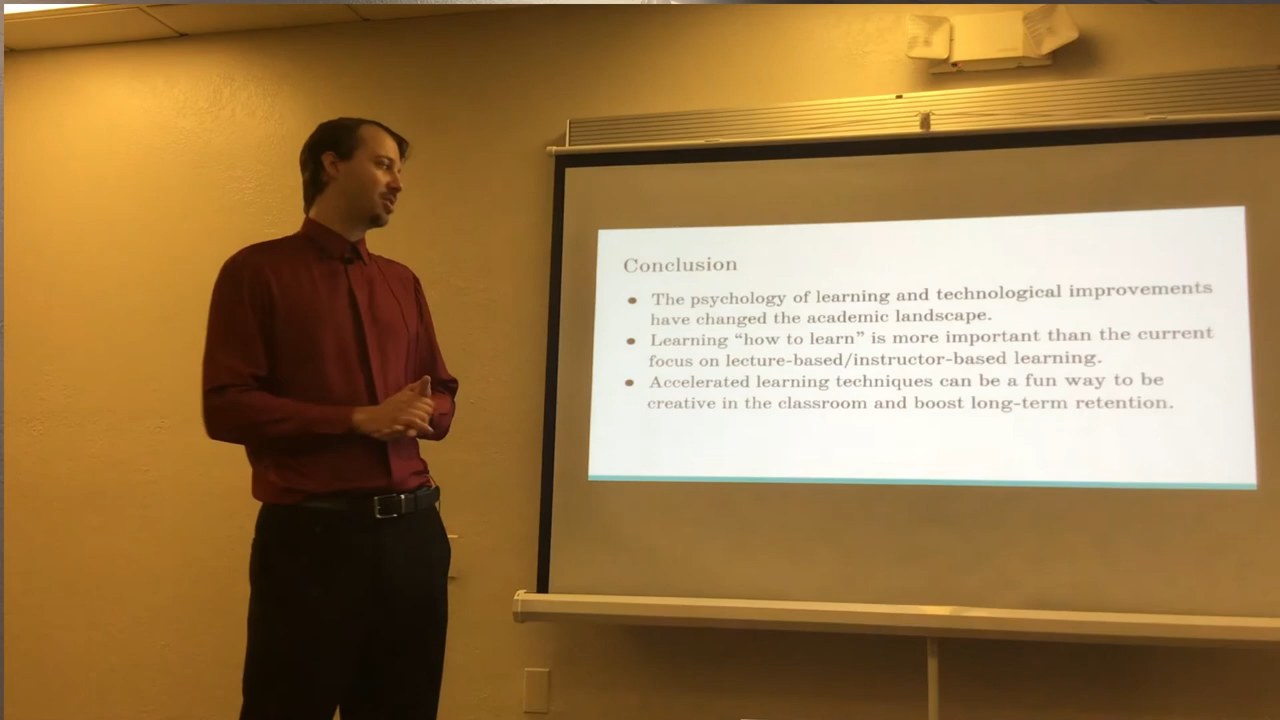 Conclusion
● The psychology of learning and technological improvements
have changed the academic landscape.
● Learning “how to learn” is more important than the current
focus on lecture-based/instructor-based learning.
● Accelerated learning techniques can be a fun way to be
creative in the classroom and boost long-term retention.